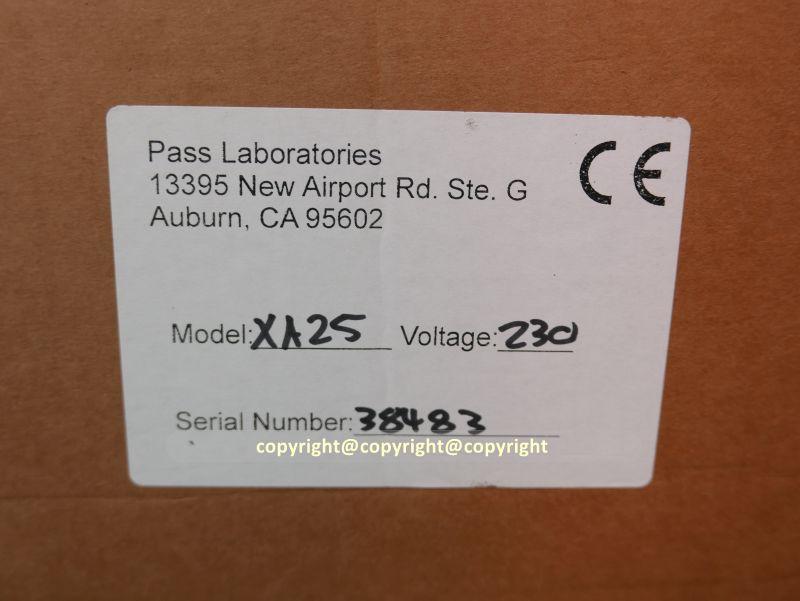 Pass Laboratories
13395 New Airport Rd. Ste. G
Auburn, CA 95602
CE
Model: XA25 Voltage: 230
Serial Number: 38483
copyright@copyright@copyright